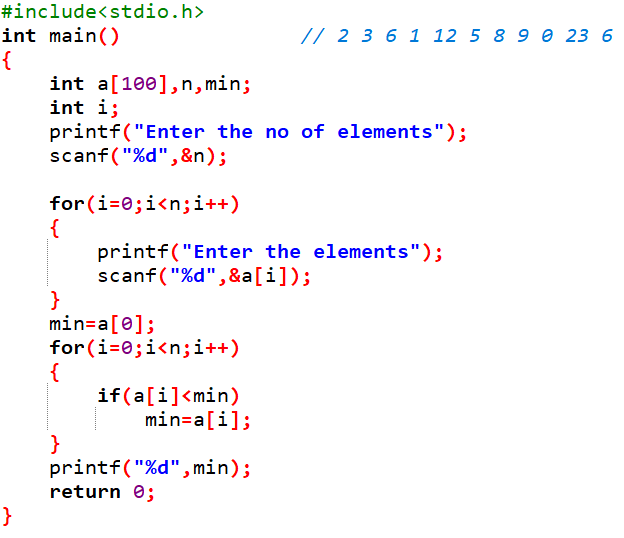 #include<stdio.h>
int main()               // 2 3 6 1 12 5 8 9 0 23 6
{
    int a[100],n,min;
    int i;
    printf("Enter the no of elements");
    scanf("%d",&n);

    for(i=0;i<n;i++)
    {
        printf("Enter the elements");
        scanf("%d",&a[i]);
    }
    min=a[0];
    for(i=0;i<n;i++)
    {
        if(a[i]<min)
            min=a[i];
    }
    printf("%d",min);
    return 0;
}